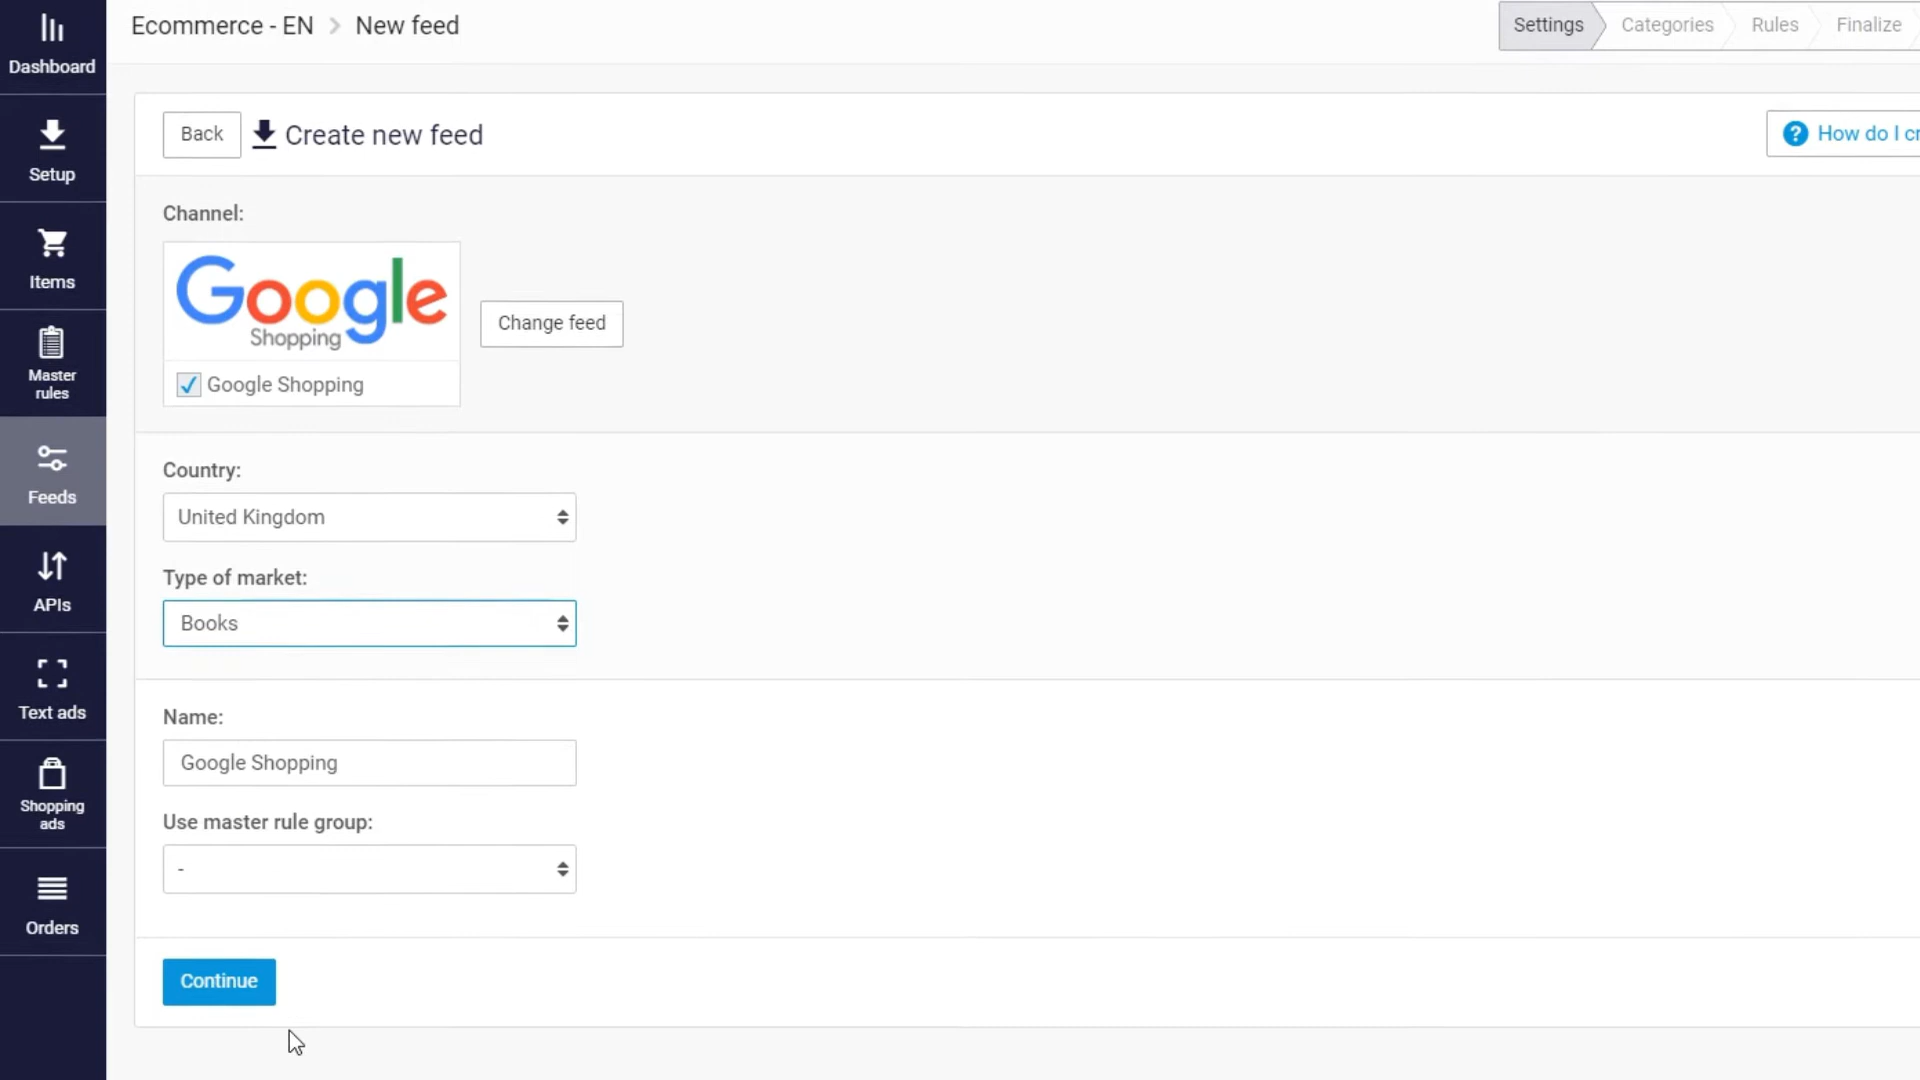 Ecommerce - EN > New feed
Settings
Categories
Rules
Finalize
Dashboard
Setup
Items
Master
rules
Feeds
APIs
Text ads
Shopping
ads
Orders
Back
Create new feed
? How do I cr
Channel:
Google
Shopping
Change feed
Google Shopping
Country:
United Kingdom
Type of market:
Books
Name:
Google Shopping
Use master rule group:
-
Continue